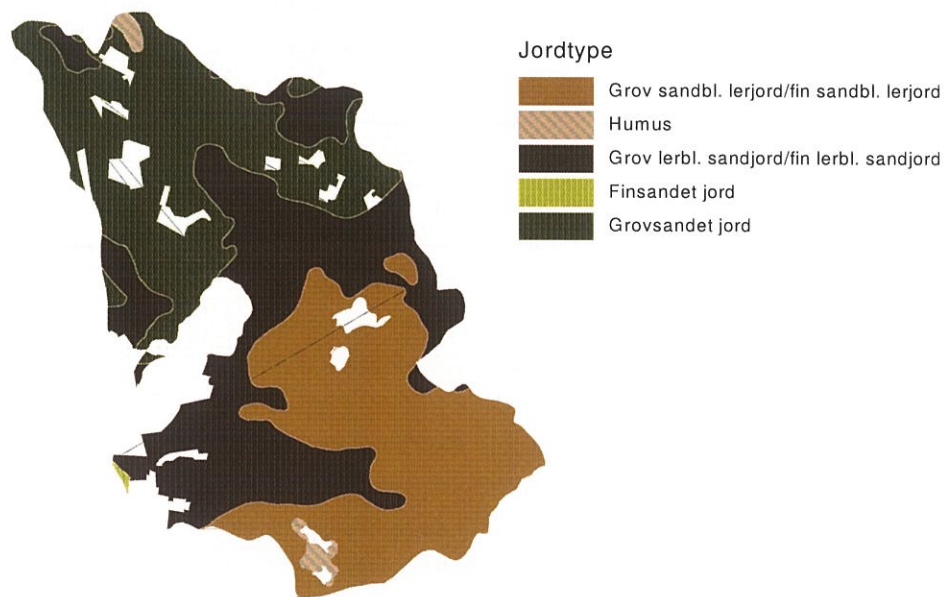 Jordtype
Grov sandbl. lerjord/fin sandbl. lerjord
Humus
Grov lerbl. sandjord/fin lerbl. sandjord
Finsandet jord
Grovsandet jord